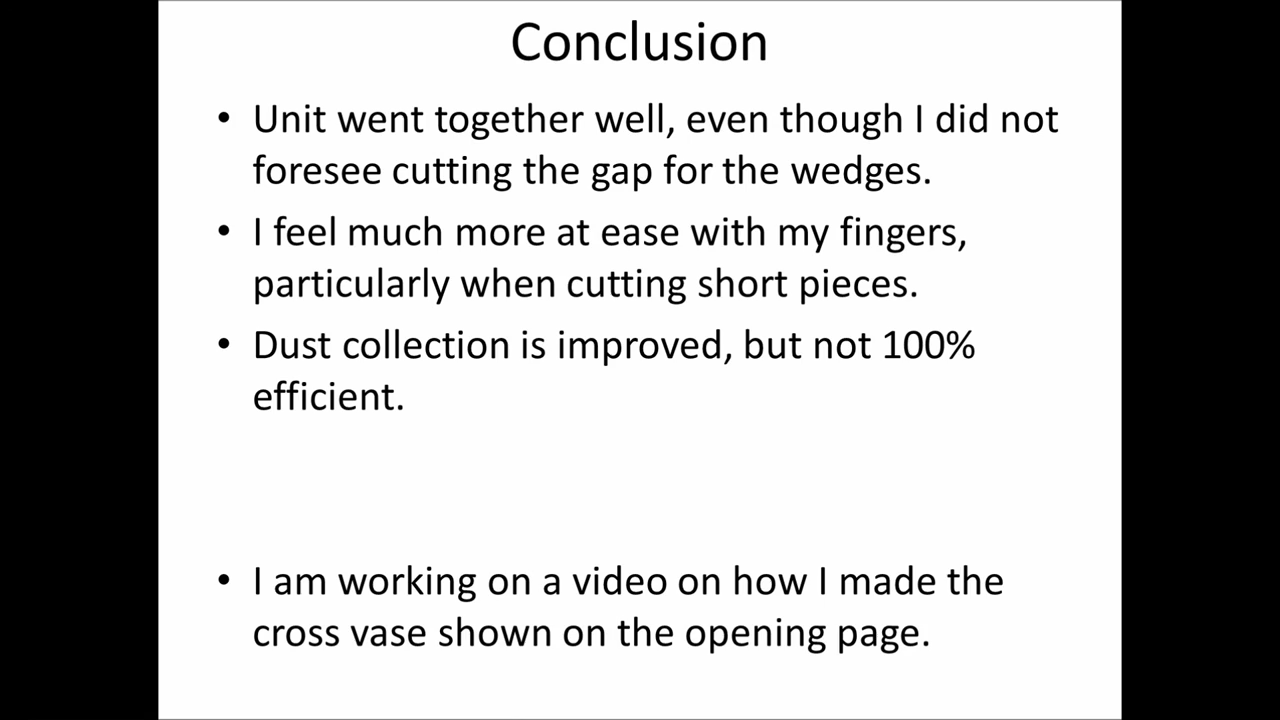 Conclusion
• Unit went together well, even though I did not
foresee cutting the gap for the wedges.
• I feel much more at ease with my fingers,
particularly when cutting short pieces.
• Dust collection is improved, but not 100%
efficient.
• I am working on a video on how I made the
cross vase shown on the opening page.